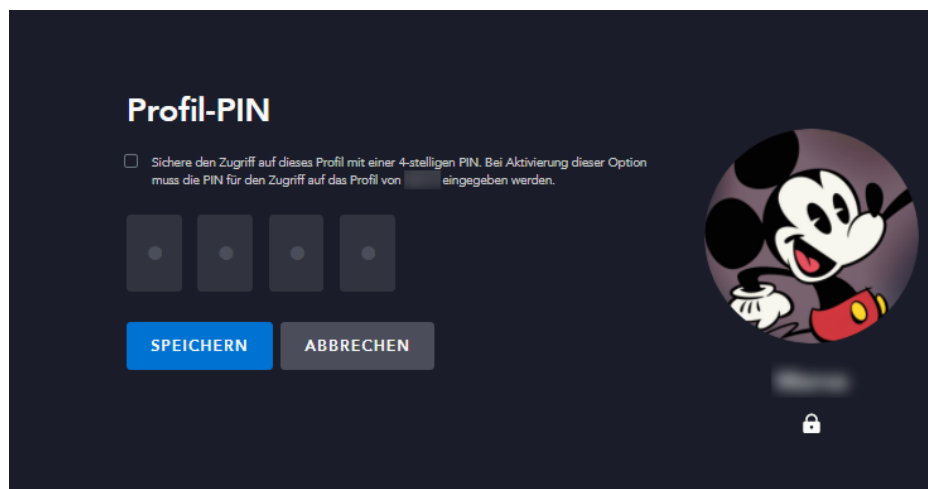 Profil-PIN
Sichere den Zugriff auf dieses Profil mit einer 4-stelligen PIN. Bei Aktivierung dieser Option
muss die PIN für den Zugriff auf das Profil von eingegeben werden.
SPEICHERN ABBRECHEN